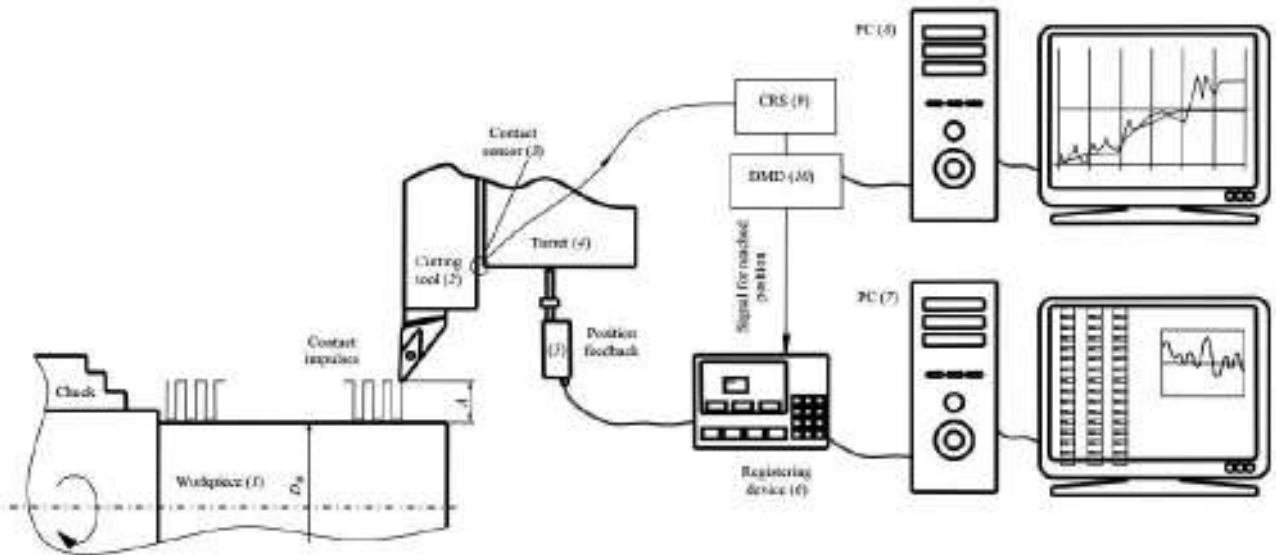 PC (8)
CRS (9)
Contact
sensor (3)
DMD (10)
Turret (4)
Cutting
tool (2)
Signal for reached
position
PC (7)
Position
feedback
Contact
impulses
Chuck
A
Workpiece (1)
Registering
device (6)